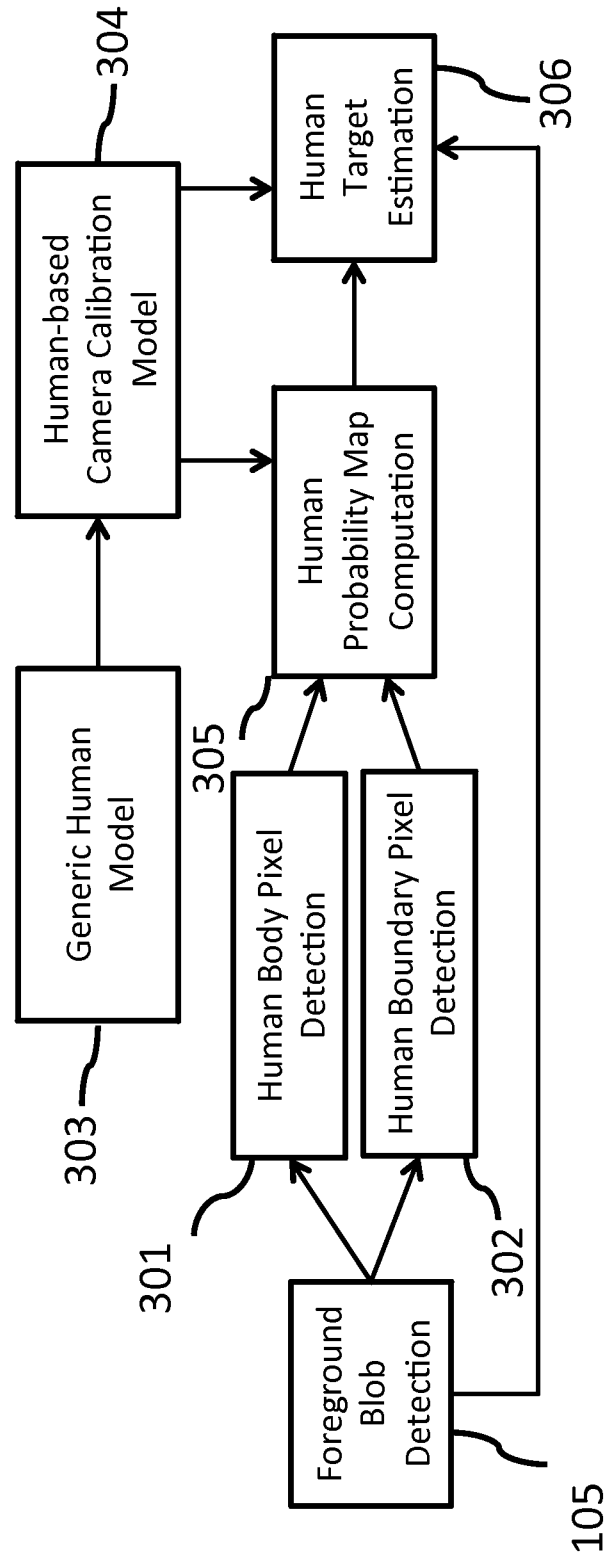 303
Generic Human
Model
Human-based
Camera Calibration
Model
304
301
Human Body Pixel
Detection
305
Human
Probability Map
Computation
Human
Target
Estimation
306
Foreground
Blob
Detection
105
Human Boundary Pixel
Detection
302